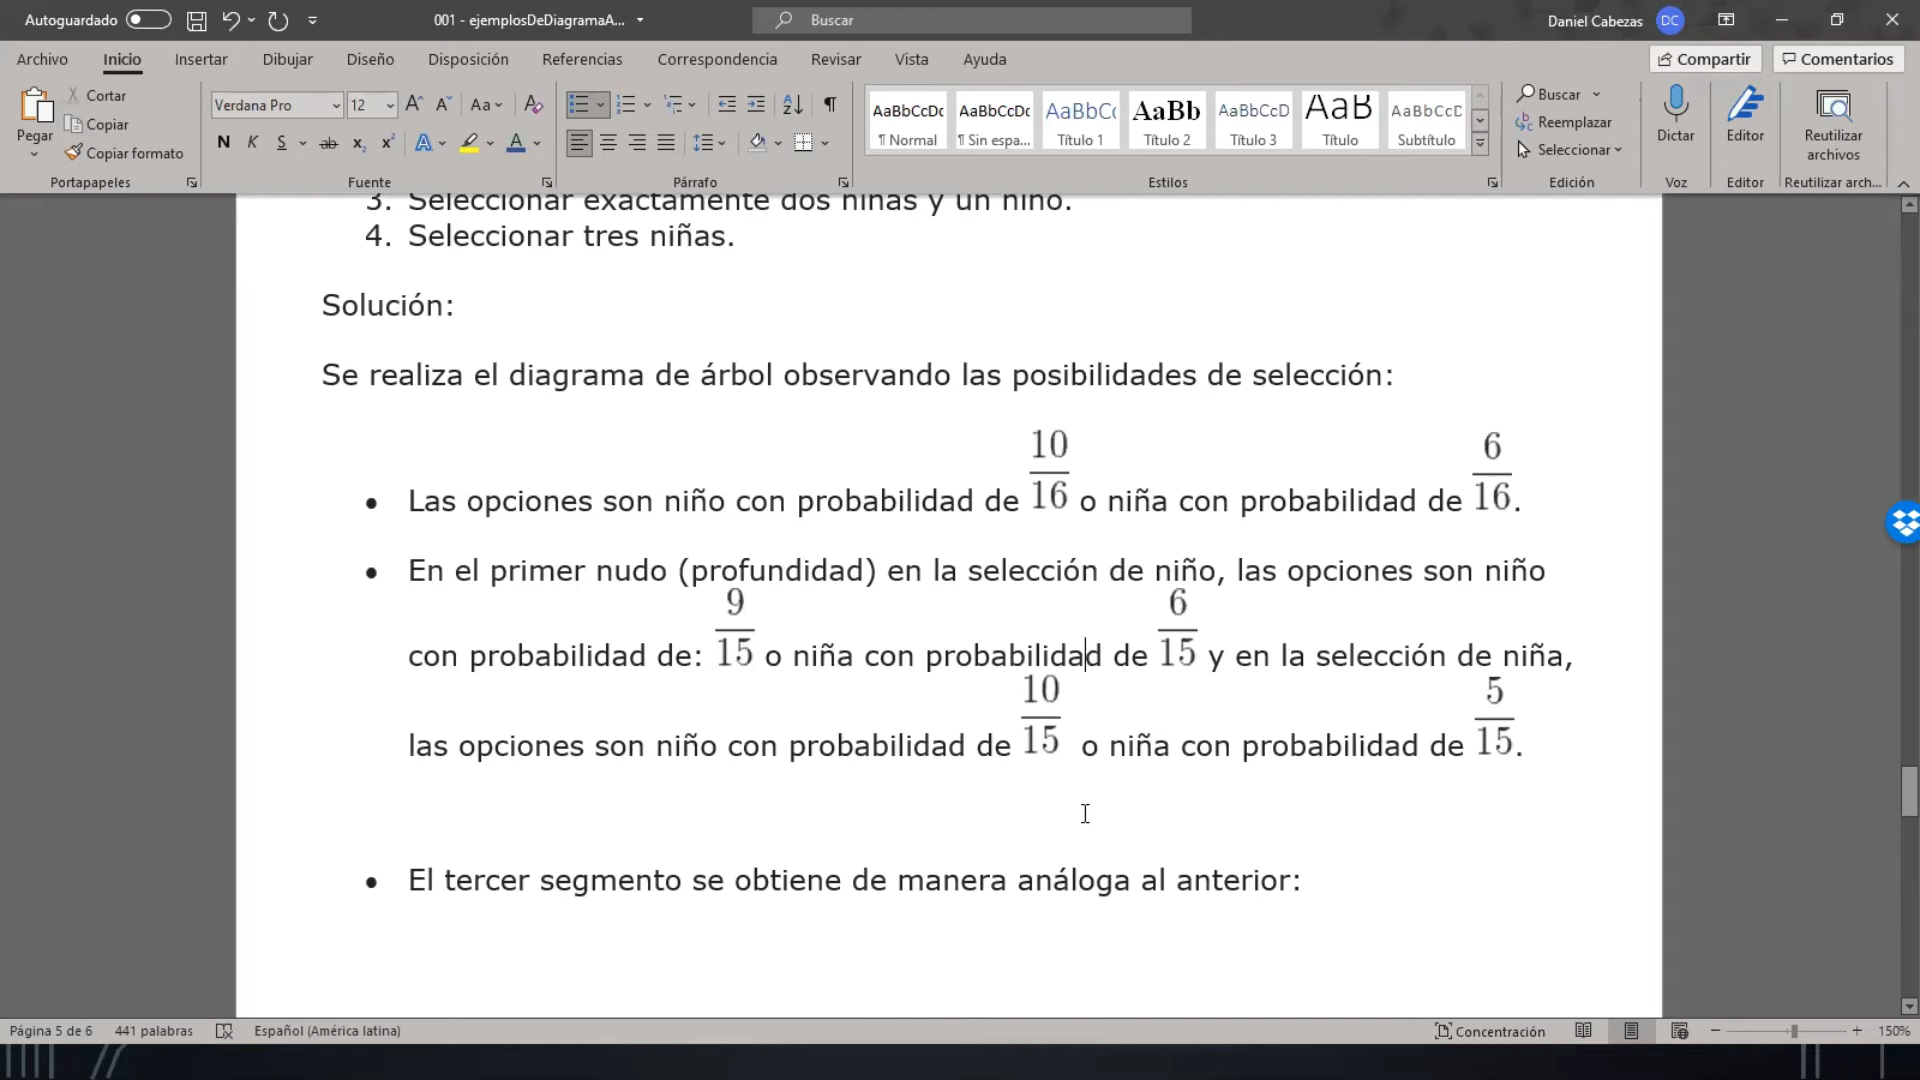 Autoguardado
001 - ejemplosDeDiagramaA...
Buscar
Daniel Cabezas
DC
Archivo Inicio Insertar Dibujar Diseño Disposición Referencias Correspondencia Revisar Vista Ayuda
Compartir Comentarios
Pegar
Cortar
Copiar
Copiar formato
Portapapeles
Verdana Pro 12
Aa
N K S ab x₂ x² A A
Fuente
Párrafo
AaBbCcDc AaBbCcDc AaBbC AaBb AaBbCcD AaB AaBbCcD
¶ Normal ¶ Sin espa... Título 1 Título 2 Título 3 Título Subtítulo
Estilos
Buscar
Reemplazar
Seleccionar
Edición
Dictar
Voz
Editor
Editor
Reutilizar archivos
Reutilizar arch...
3. Seleccionar exactamente dos niñas y un niño.
4. Seleccionar tres niñas.
Solución:
Se realiza el diagrama de árbol observando las posibilidades de selección:
• Las opciones son niño con probabilidad de 10/16 o niña con probabilidad de 6/16.
• En el primer nudo (profundidad) en la selección de niño, las opciones son niño
con probabilidad de: 9/15 o niña con probabilidad de 6/15 y en la selección de niña,
las opciones son niño con probabilidad de 10/15 o niña con probabilidad de 5/15.
• El tercer segmento se obtiene de manera análoga al anterior:
Página 5 de 6 441 palabras Español (América latina)
Concentración
150%